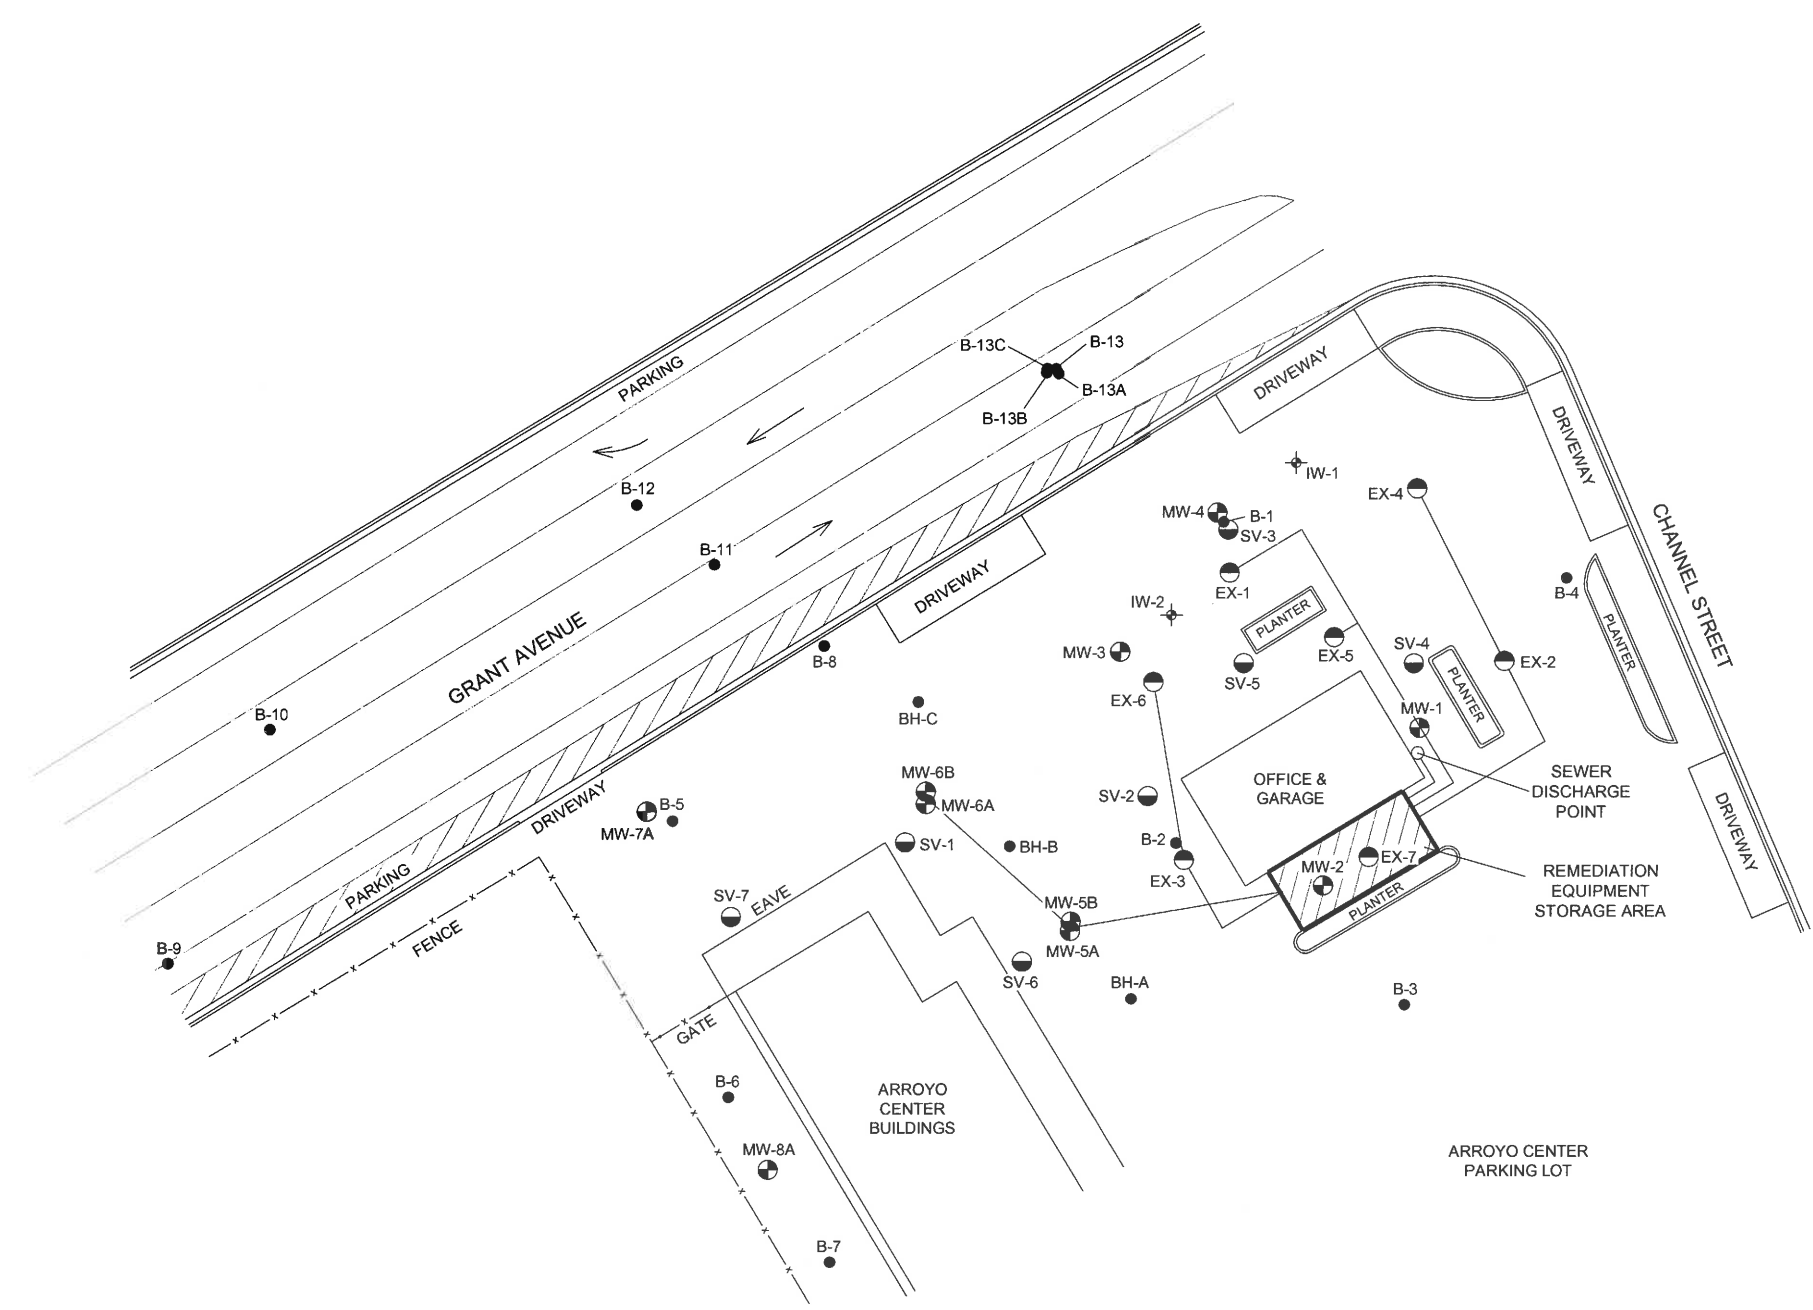 B-13C
B-13
PARKING
B-13A
B-13B
DRIVEWAY
DRIVEWAY
IW-1
B-12
EX-4
MW-4
B-1
SV-3
CHANNEL STREET
B-11
DRIVEWAY
EX-1
B-4
IW-2
PLANTER
PLANTER
GRANT AVENUE
MW-3
EX-5
SV-4
B-8
SV-5
EX-2
EX-6
PLANTER
B-10
BH-C
MW-1
MW-6B
OFFICE &
GARAGE
SEWER
DISCHARGE
POINT
SV-2
DRIVEWAY
B-5
MW-6A
MW-7A
DRIVEWAY
SV-1
BH-B
B-2
EX-3
MW-2
EX-7
REMEDIATION
EQUIPMENT
STORAGE AREA
PARKING
SV-7
EAVE
MW-5B
PLANTER
FENCE
B-9
MW-5A
SV-6
BH-A
B-3
GATE
B-6
ARROYO
CENTER
BUILDINGS
MW-8A
ARROYO CENTER
PARKING LOT
B-7